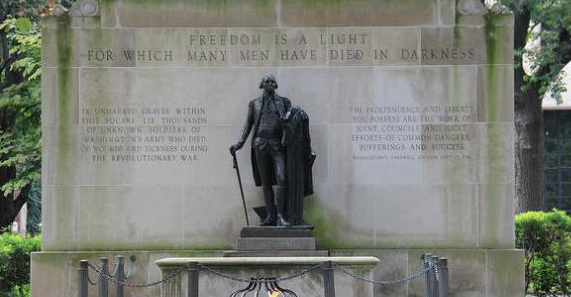 FREEDOM IS A LIGHT
FOR WHICH MANY MEN HAVE DIED IN DARKNESS
IN UNMARKED GRAVES WITHIN
THIS SQUARE LIE THOUSANDS
OF UNKNOWN SOLDIERS OF
WASHINGTON'S ARMY WHO DIED
OF WOUNDS AND SICKNESS DURING
THE REVOLUTIONARY WAR
THE INDEPENDENCE AND LIBERTY
YOU POSSESS ARE THE WORK OF
JOINT COUNCILS AND JOINT
EFFORTS OF COMMON DANGERS,
SUFFERINGS AND SUCCESS.
WASHINGTON'S FAREWELL ADDRESS SEPT.